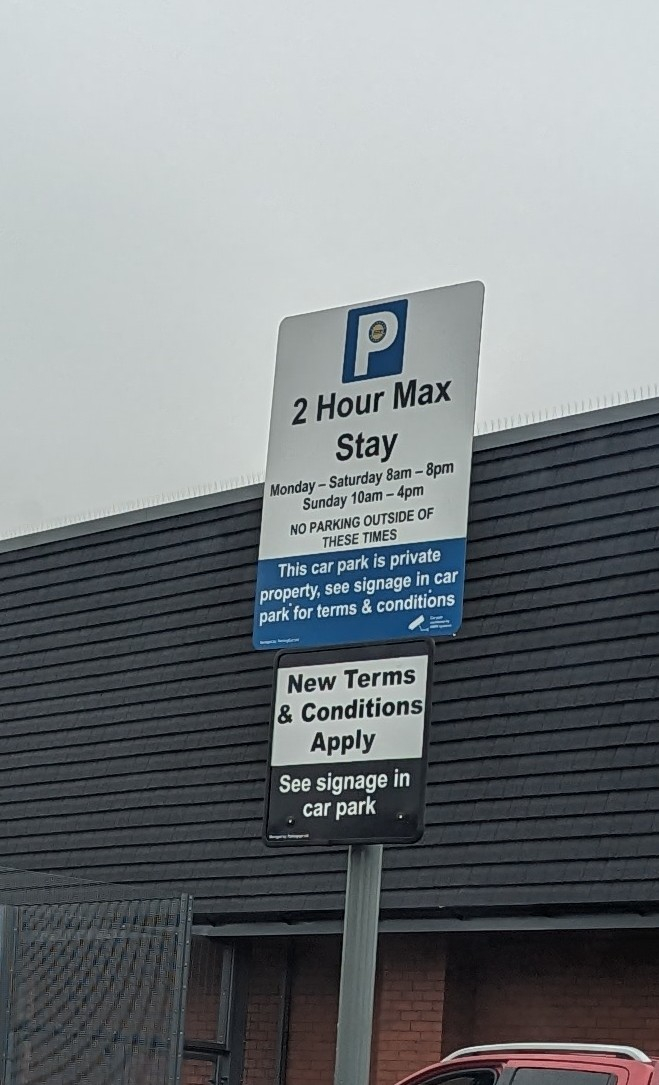 P
2 Hour Max
Stay
Monday – Saturday 8am – 8pm
Sunday 10am – 4pm
NO PARKING OUTSIDE OF
THESE TIMES
This car park is private
property, see signage in car
park for terms & conditions
New Terms
& Conditions
Apply
See signage in
car park